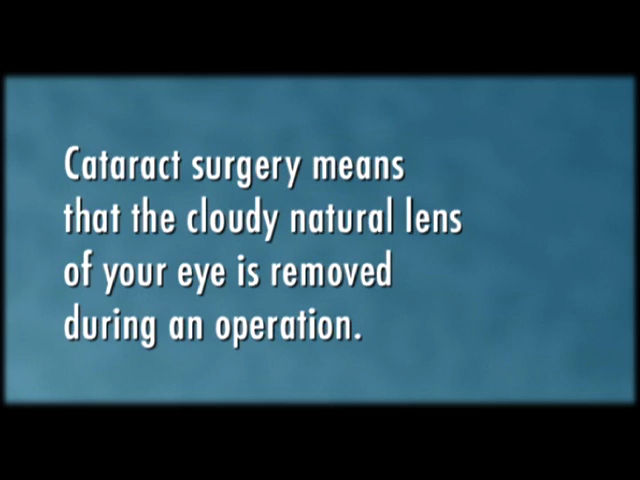 Cataract surgery means
that the cloudy natural lens
of your eye is removed
during an operation.